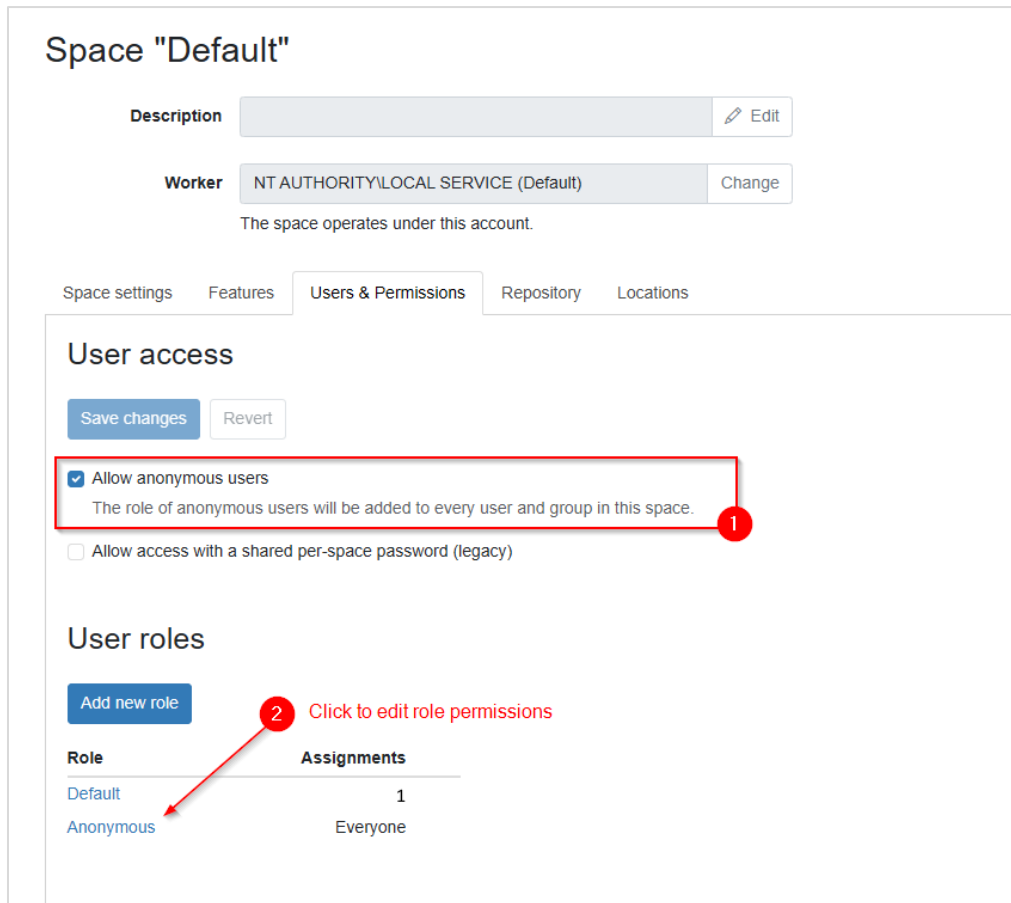 Space "Default"
Description
Edit
Worker NT AUTHORITY\LOCAL SERVICE (Default) Change
The space operates under this account.
Space settings Features Users & Permissions Repository Locations
User access
Save changes Revert
Allow anonymous users
The role of anonymous users will be added to every user and group in this space.
1
Allow access with a shared per-space password (legacy)
User roles
Add new role
2 Click to edit role permissions
Role Assignments
Default 1
Anonymous Everyone